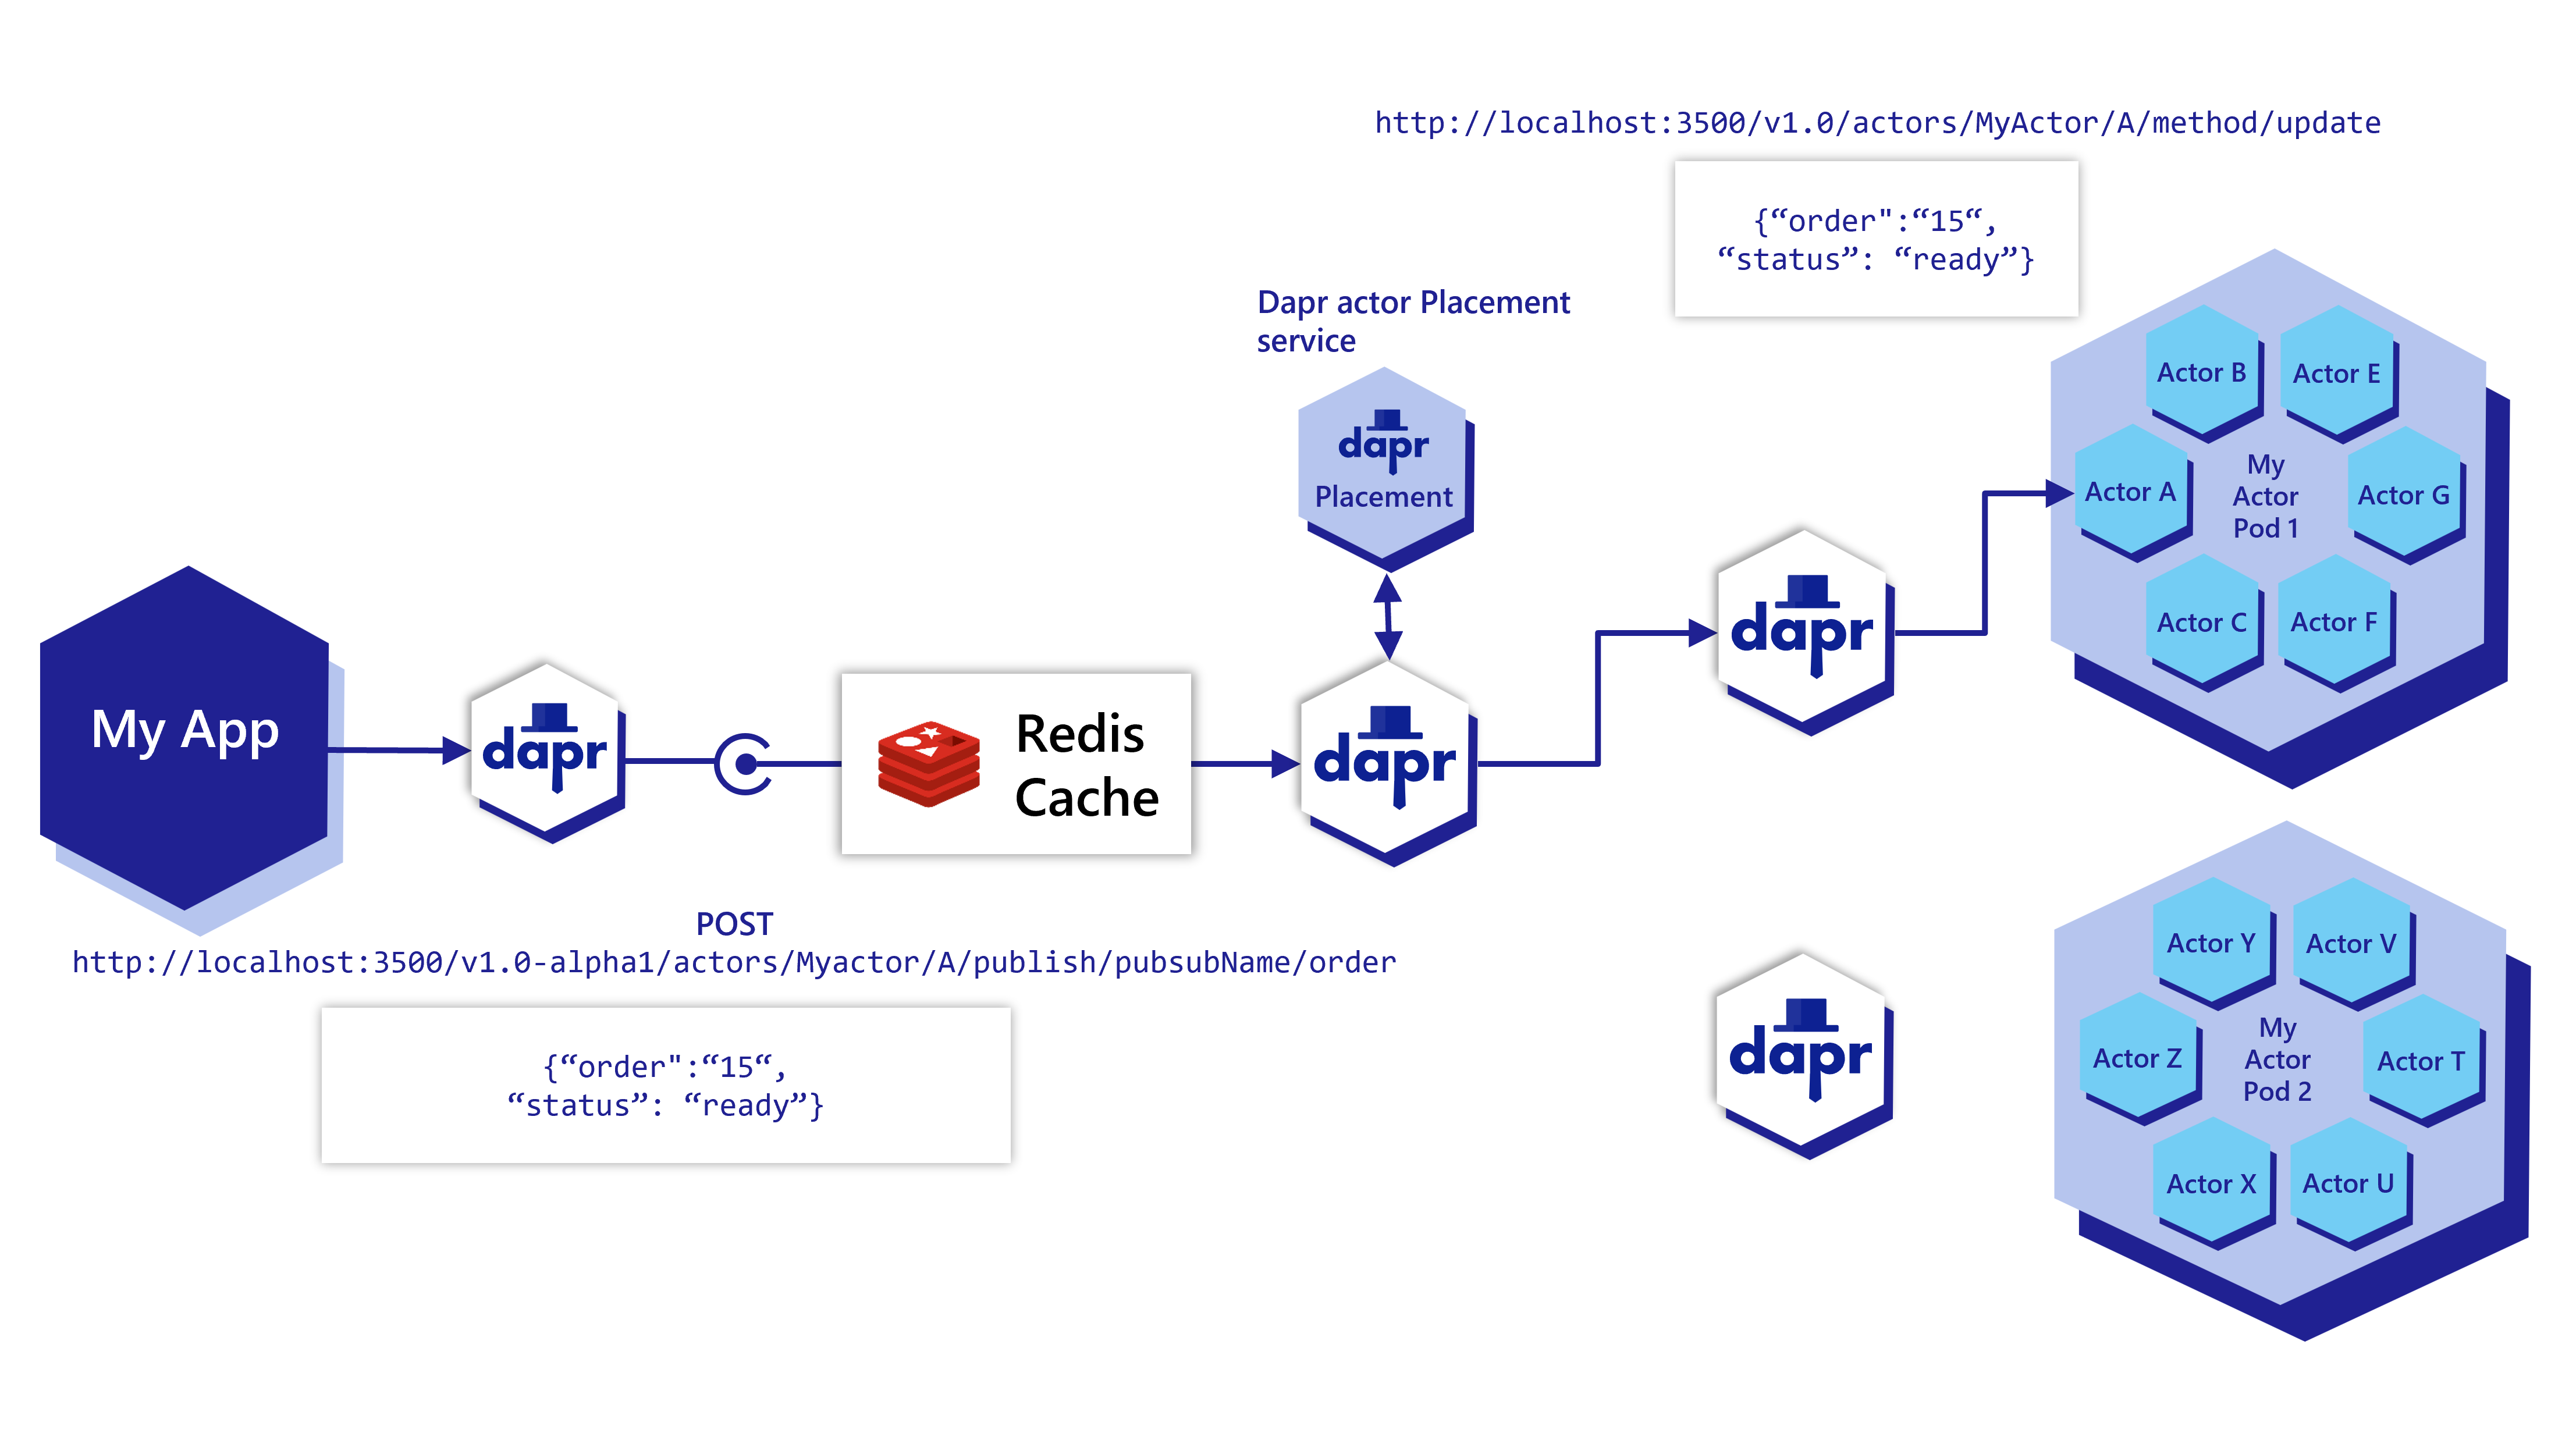 http://localhost:3500/v1.0/actors/MyActor/A/method/update
{“order":“15“,
“status”: “ready”}
Dapr actor Placement
service
dapr
Placement
My App
dapr
Redis
Cache
dapr
dapr
Actor B
Actor E
Actor A
My
Actor
Pod 1
Actor G
Actor C
Actor F
POST
http://localhost:3500/v1.0-alpha1/actors/Myactor/A/publish/pubsubName/order
{“order":“15“,
“status”: “ready”}
dapr
Actor Y
Actor V
Actor Z
My
Actor
Pod 2
Actor T
Actor X
Actor U